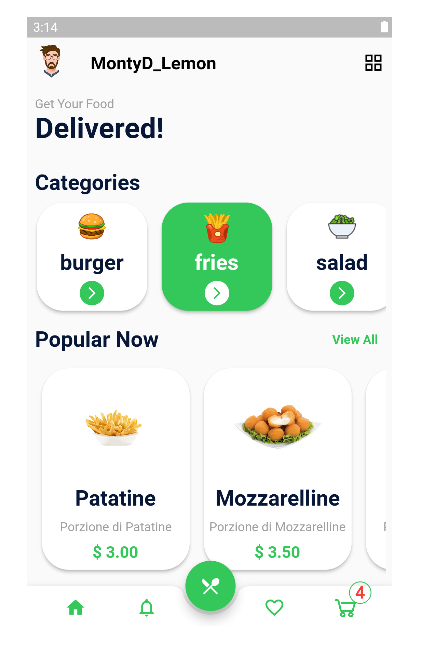 3:14
MontyD_Lemon
Get Your Food
Delivered!
Categories
burger
fries
salad
Popular Now
View All
Patatine
Mozzarelline
Porzione di Patatine
Porzione di Mozzarelline
$ 3.00
$ 3.50
4